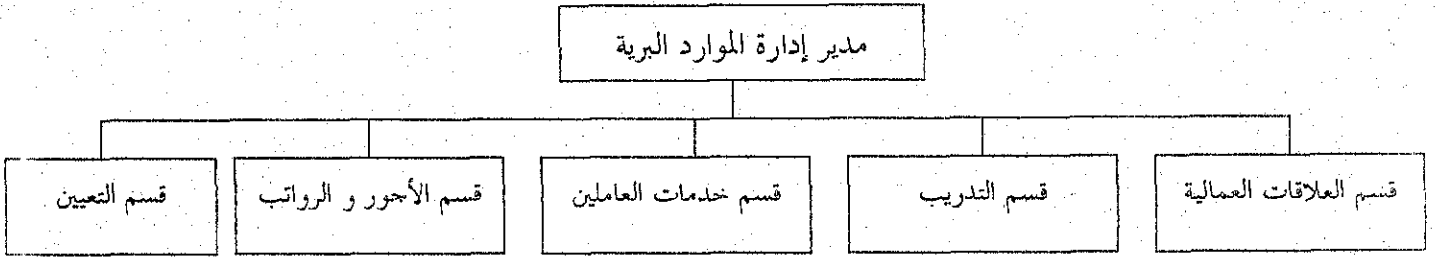 مدير إدارة الموارد البرية
قسم العلاقات العمالية
قسم التدريب
قسم خدمات العاملين
قسم الأجور و الرواتب
قسم التعيين